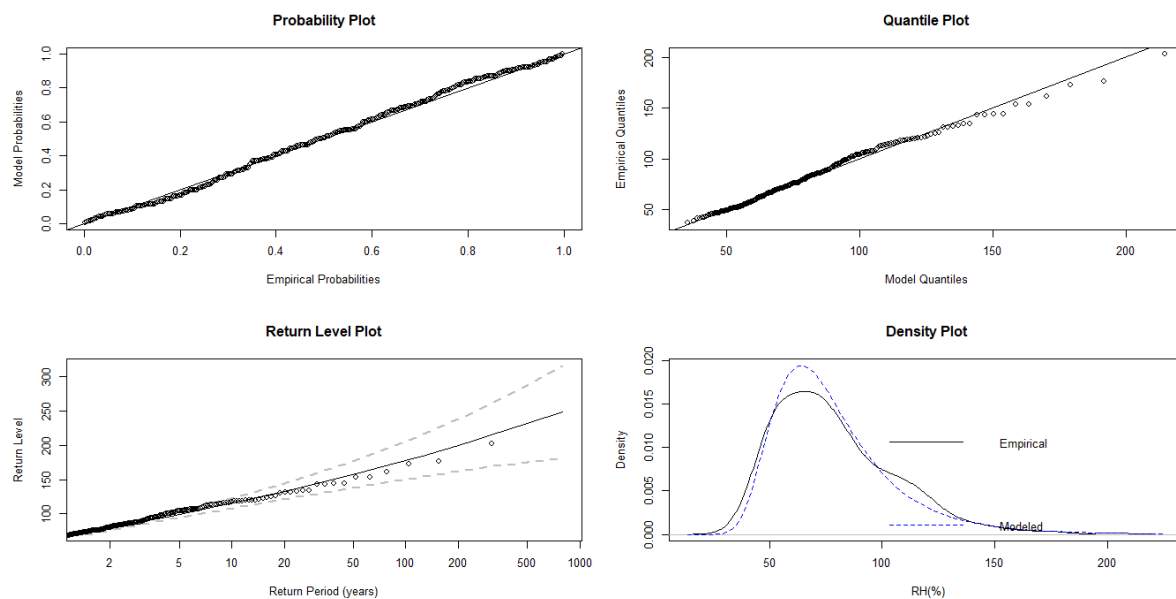 Probability Plot
Model Probabilities
0.0 0.2 0.4 0.6 0.8 1.0
0.0 0.2 0.4 0.6 0.8 1.0
Empirical Probabilities
Quantile Plot
Empirical Quantiles
50 100 150 200
50 100 150 200
Model Quantiles
Return Level Plot
Return Level
100 150 200 250 300
2 5 10 20 50 100 200 500 1000
Return Period (years)
Density Plot
Density
0.000 0.005 0.010 0.015 0.020
Empirical
Modeled
50 100 150 200
RH(%)